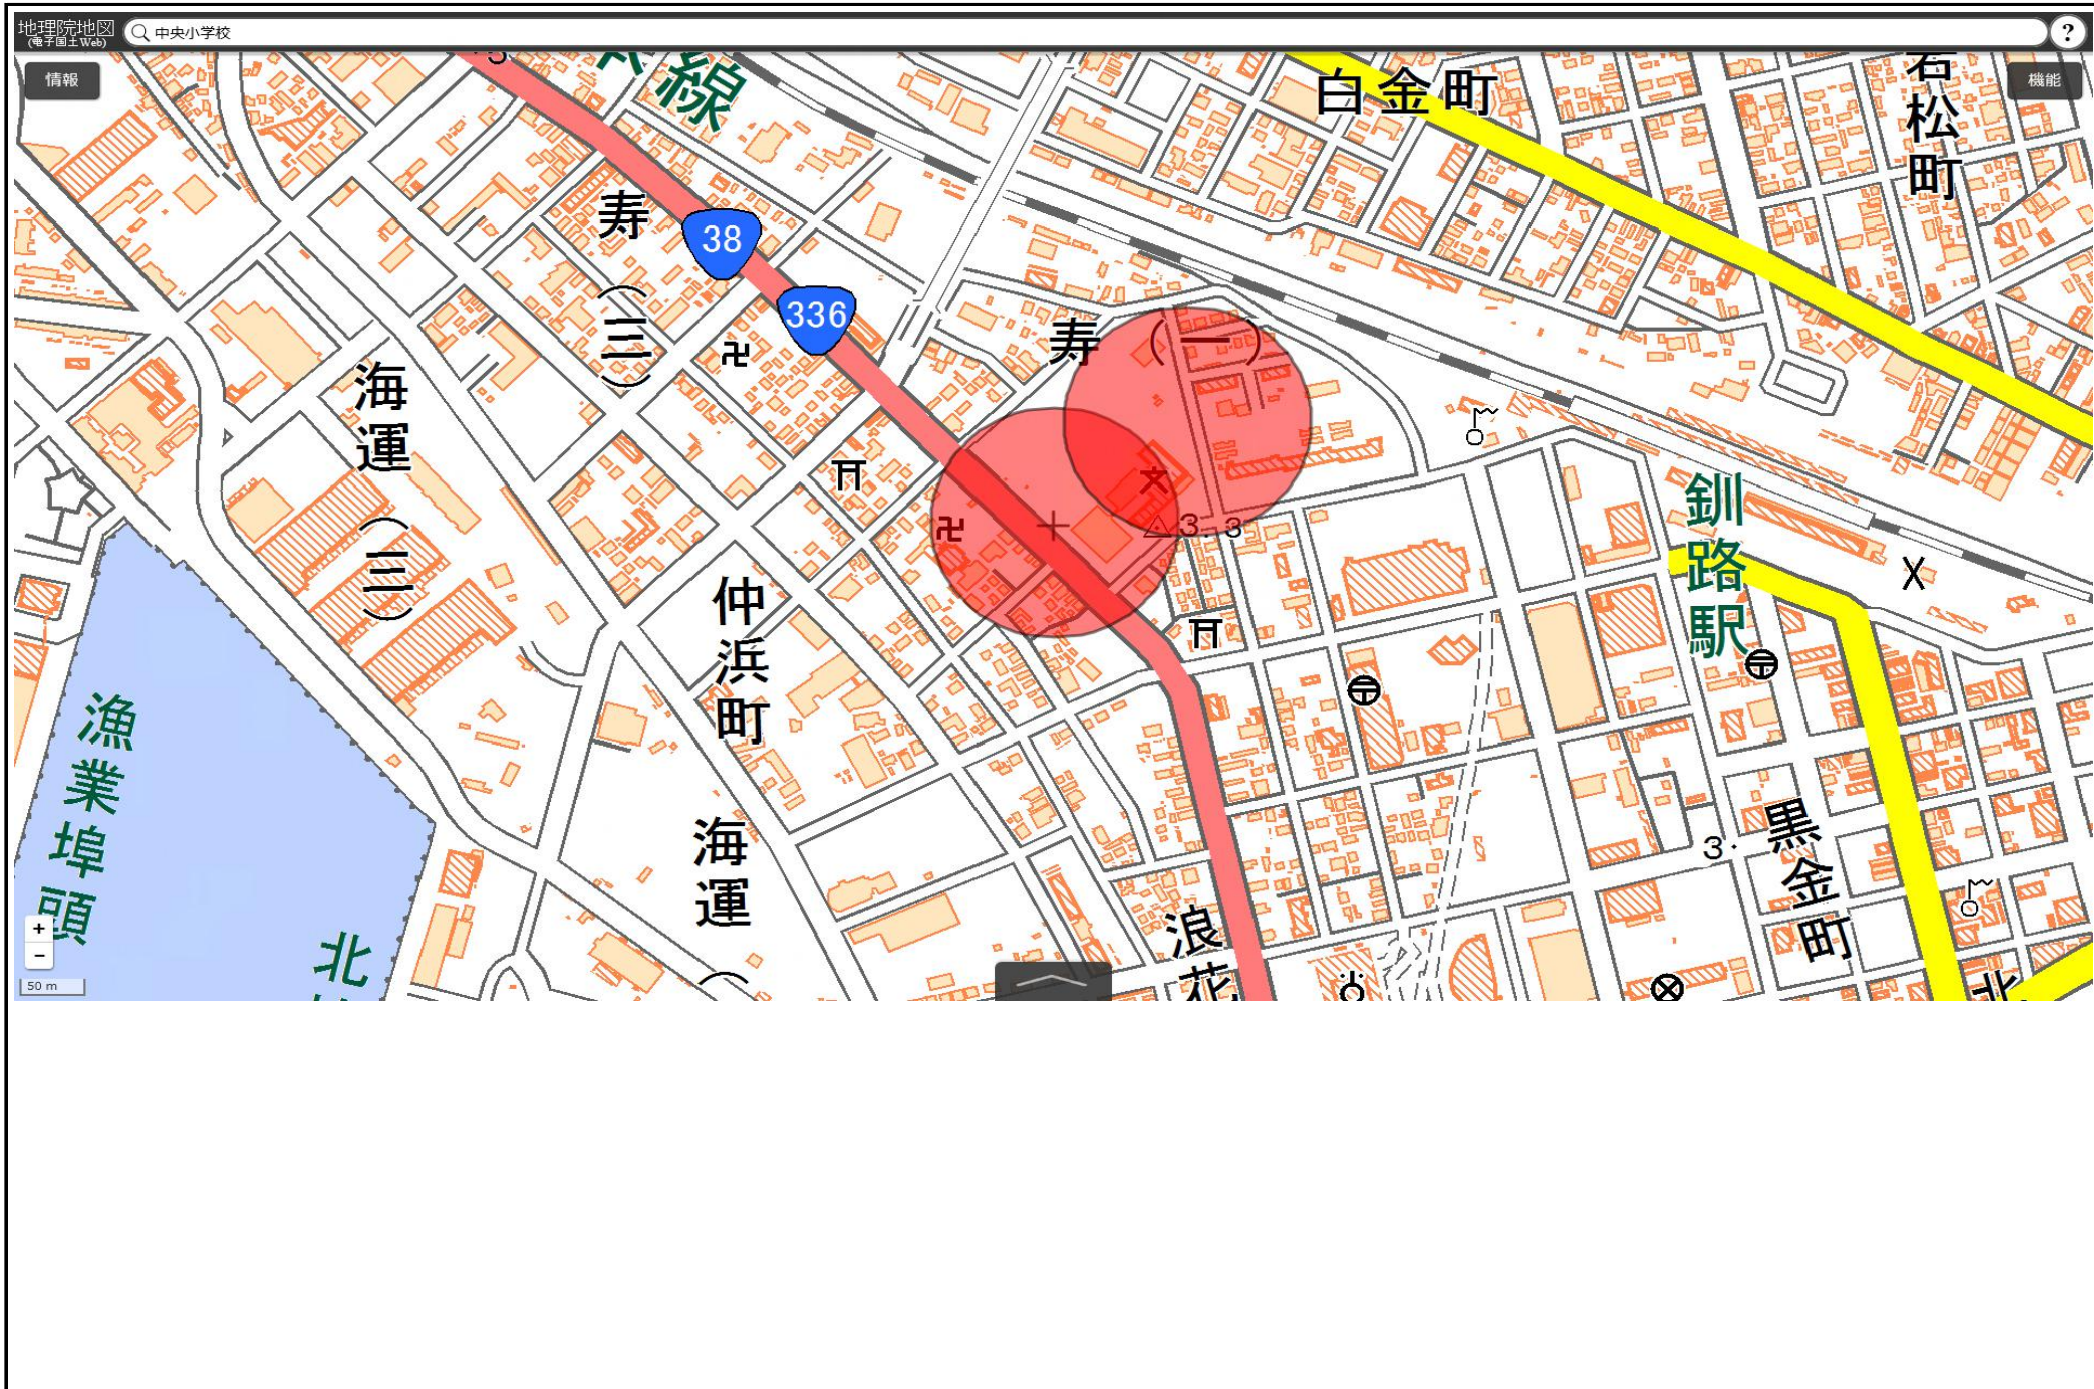 地理院地図
(電子国土Web)
中央小学校
?
情報
機能
線
白金町
若松町
寿(三)
38
336
寿(一)
海運(三)
3.3
釧路駅
仲浜町
漁業埠頭
海運(
3.
黒金町
浪花
北
北
+
−
50 m